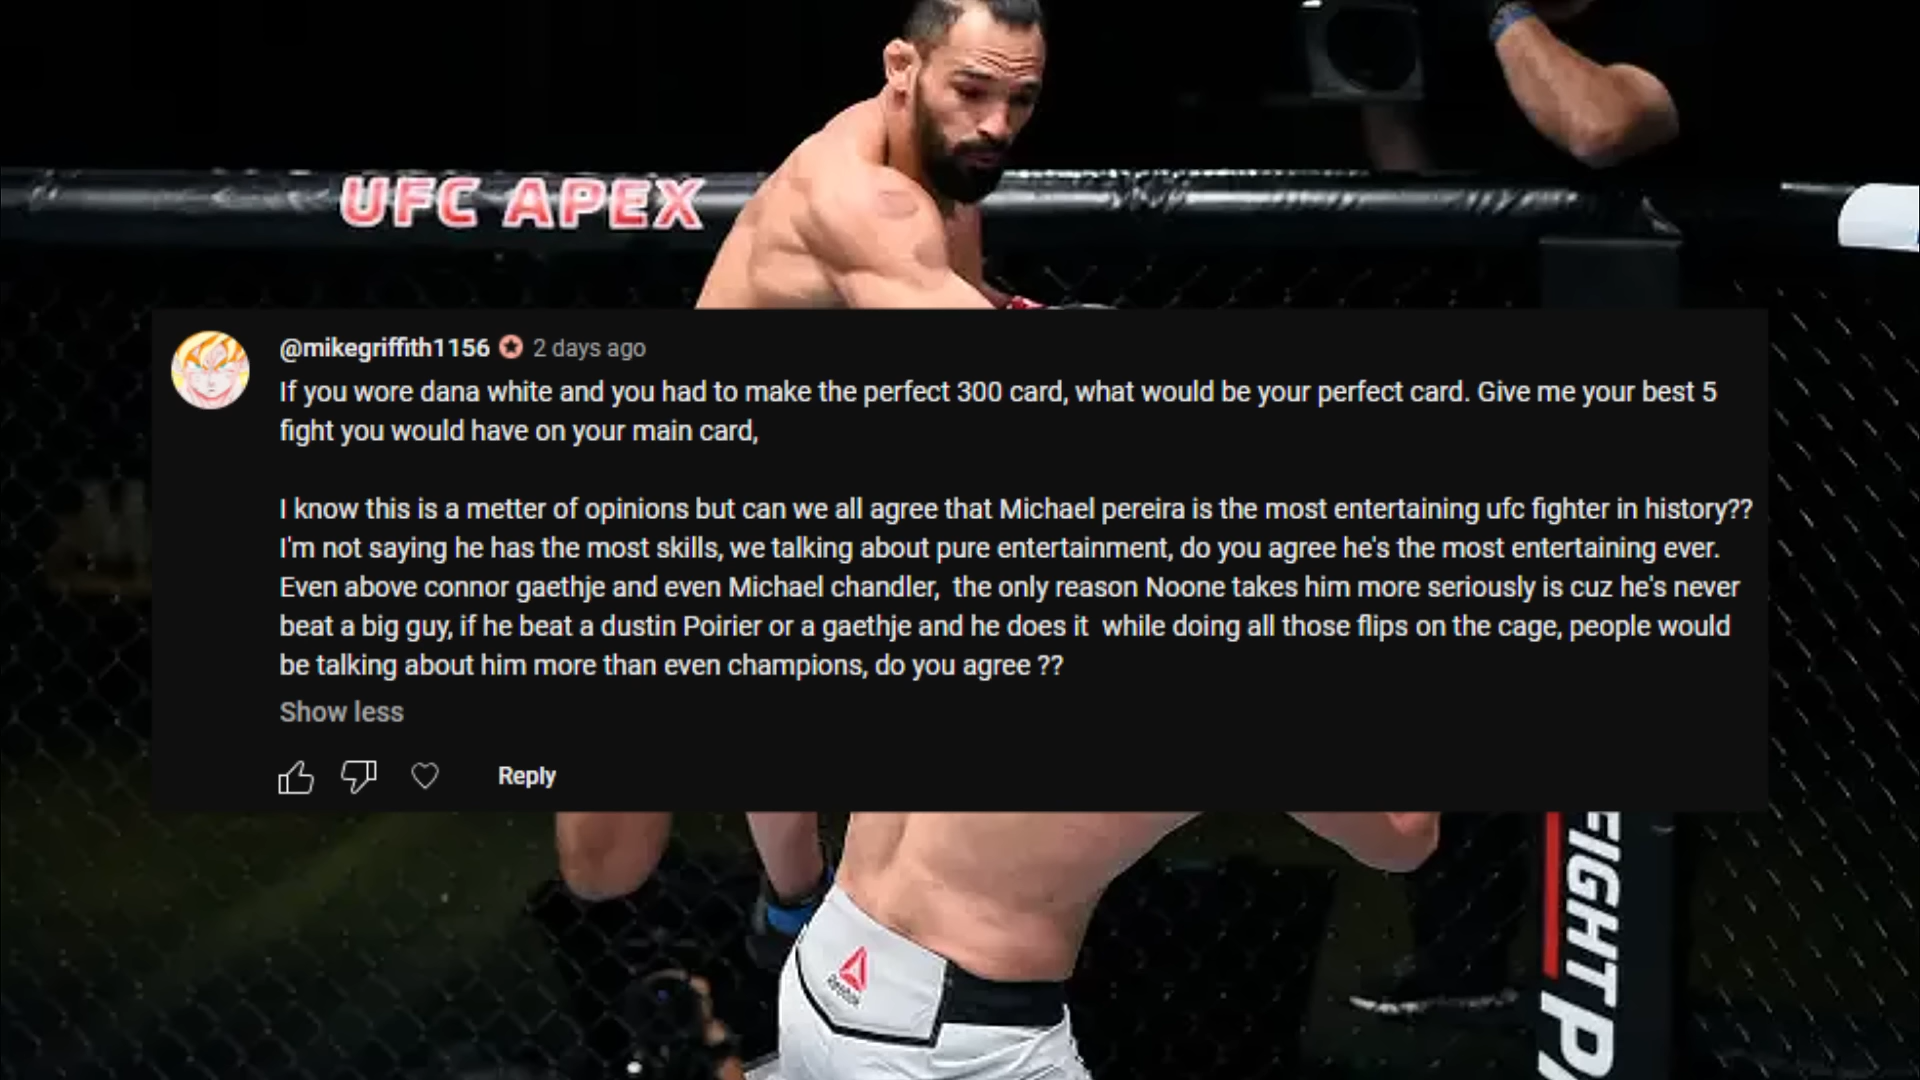 UFC APEX
@mikegriffith1156 2 days ago
If you wore dana white and you had to make the perfect 300 card, what would be your perfect card. Give me your best 5
fight you would have on your main card,
I know this is a metter of opinions but can we all agree that Michael pereira is the most entertaining ufc fighter in history??
I'm not saying he has the most skills, we talking about pure entertainment, do you agree he's the most entertaining ever.
Even above connor gaethje and even Michael chandler,  the only reason Noone takes him more seriously is cuz he's never
beat a big guy, if he beat a dustin Poirier or a gaethje and he does it  while doing all those flips on the cage, people would
be talking about him more than even champions, do you agree ??
Show less
Reply
Reebok
FIGHT PA